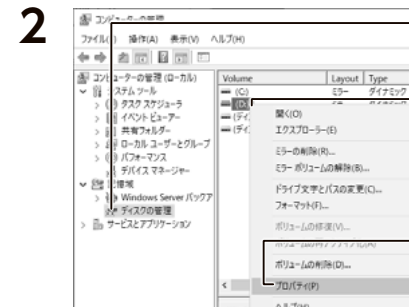 2
コンピューターの管理
ファイル(F) 操作(A) 表示(V) ヘルプ(H)
コンピューターの管理 (ローカル)
システム ツール
タスク スケジューラ
イベント ビューアー
共有フォルダー
ローカル ユーザーとグループ
パフォーマンス
デバイス マネージャー
記憶域
Windows Server バックア
ディスクの管理
サービスとアプリケーション
Volume Layout Type
(C:) ミラー ダイナミック
開く(O)
エクスプローラー(E)
ミラーの削除(R)...
ミラー ボリュームの解除(B)...
ドライブ文字とパスの変更(C)...
フォーマット(F)...
ボリュームの修復(V)...
ボリュームの削除(D)...
プロパティ(P)